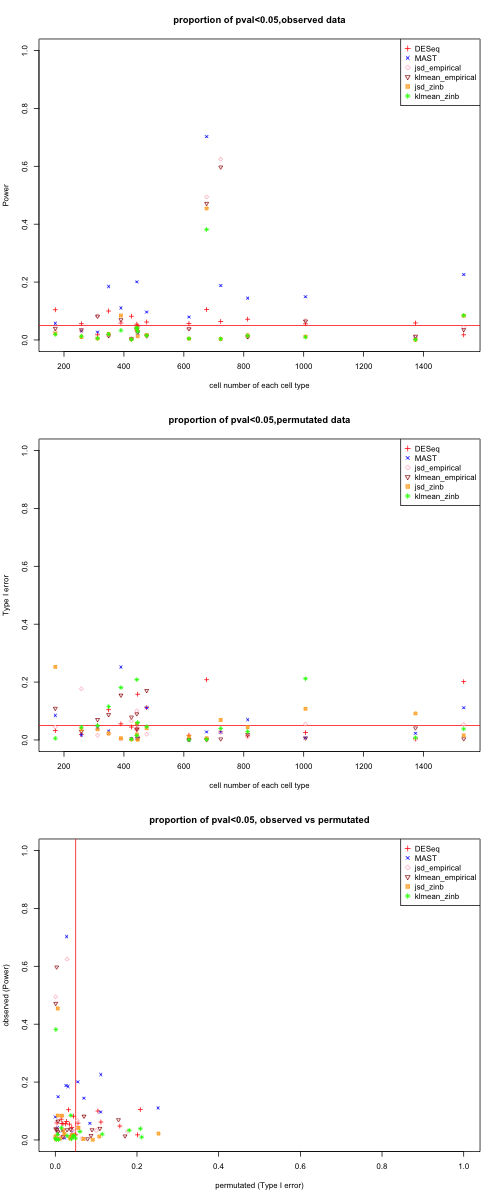 proportion of pval<0.05,observed data
DESeq
MAST
jsd_empirical
klmean_empirical
jsd_zinb
klmean_zinb
Power
0.0 0.2 0.4 0.6 0.8 1.0
200 400 600 800 1000 1200 1400
cell number of each cell type
proportion of pval<0.05,permutated data
DESeq
MAST
jsd_empirical
klmean_empirical
jsd_zinb
klmean_zinb
Type I error
0.0 0.2 0.4 0.6 0.8 1.0
200 400 600 800 1000 1200 1400
cell number of each cell type
proportion of pval<0.05, observed vs permutated
DESeq
MAST
jsd_empirical
klmean_empirical
jsd_zinb
klmean_zinb
observed (Power)
0.0 0.2 0.4 0.6 0.8 1.0
0.0 0.2 0.4 0.6 0.8 1.0
permutated (Type I error)